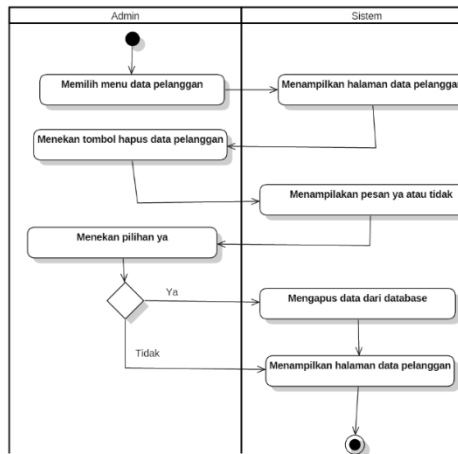 Admin
Sistem
Memilih menu data pelanggan
Menampilkan halaman data pelanggan
Menekan tombol hapus data pelanggan
Menampilakan pesan ya atau tidak
Menekan pilihan ya
Ya
Mengapus data dari database
Tidak
Menampilkan halaman data pelanggan